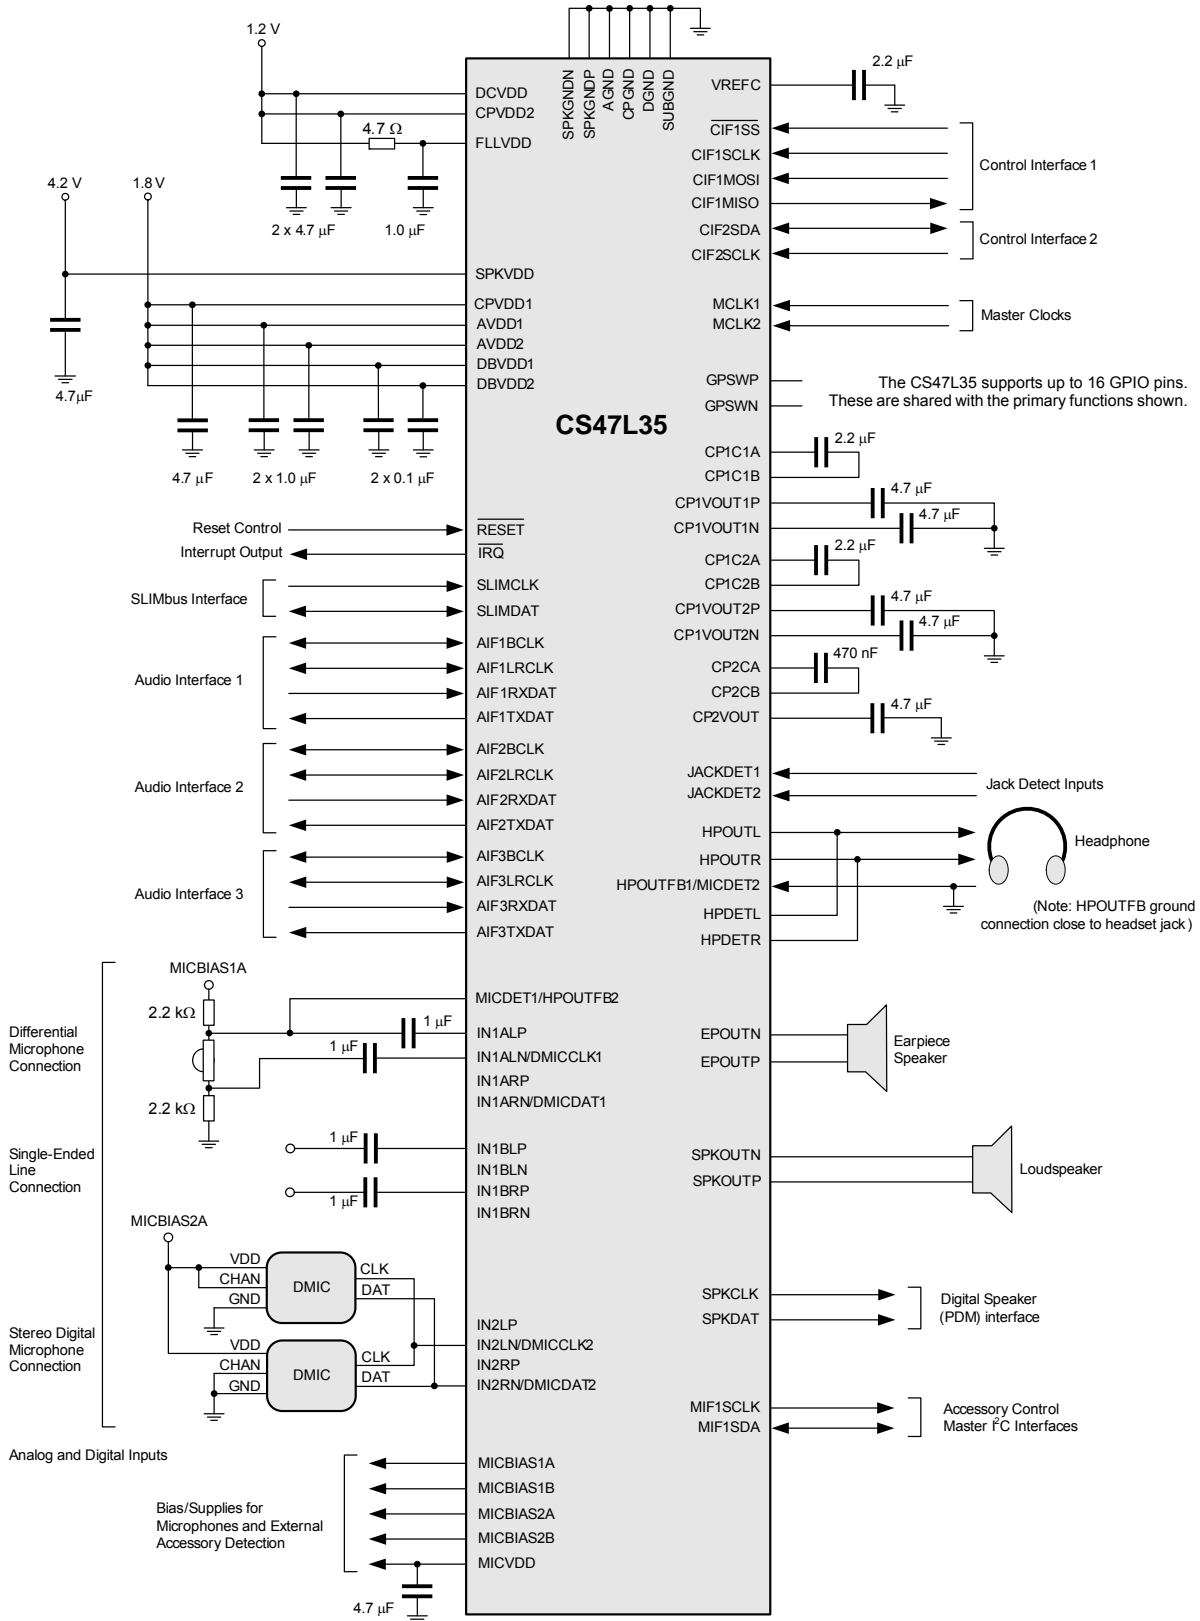 1.2 V
DCVDD
CPVDD2
4.7 Ω
FLLVDD
2 x 4.7 µF
1.0 µF
4.2 V
1.8 V
SPKVDD
CPVDD1
AVDD1
AVDD2
DBVDD1
DBVDD2
4.7µF
4.7 µF
2 x 1.0 µF
2 x 0.1 µF
SPKGNDN
SPKGNDP
AGND
CPGND
DGND
SUBGND
CS47L35
VREFC
2.2 µF
CIF1SS
CIF1SCLK
CIF1MOSI
CIF1MISO
Control Interface 1
CIF2SDA
CIF2SCLK
Control Interface 2
MCLK1
MCLK2
Master Clocks
GPSWP
GPSWN
The CS47L35 supports up to 16 GPIO pins.
These are shared with the primary functions shown.
CP1C1A
2.2 µF
CP1C1B
CP1VOUT1P
4.7 µF
CP1VOUT1N
4.7 µF
CP1C2A
2.2 µF
CP1C2B
CP1VOUT2P
4.7 µF
CP1VOUT2N
4.7 µF
CP2CA
470 nF
CP2CB
CP2VOUT
4.7 µF
Reset Control
RESET
Interrupt Output
IRQ
SLIMbus Interface
SLIMCLK
SLIMDAT
Audio Interface 1
AIF1BCLK
AIF1LRCLK
AIF1RXDAT
AIF1TXDAT
Audio Interface 2
AIF2BCLK
AIF2LRCLK
AIF2RXDAT
AIF2TXDAT
Audio Interface 3
AIF3BCLK
AIF3LRCLK
AIF3RXDAT
AIF3TXDAT
JACKDET1
JACKDET2
Jack Detect Inputs
HPOUTL
HPOUTR
Headphone
HPOUTFB1/MICDET2
HPDETL
HPDETR
(Note: HPOUTFB ground
connection close to headset jack)
MICBIAS1A
2.2 kΩ
MICDET1/HPOUTFB2
1 µF
IN1ALP
1 µF
IN1ALN/DMICCLK1
IN1ARP
IN1ARN/DMICDAT1
2.2 kΩ
Differential
Microphone
Connection
1 µF
IN1BLP
IN1BLN
IN1BRP
1 µF
IN1BRN
Single-Ended
Line
Connection
MICBIAS2A
VDD
CHAN
GND
DMIC
CLK
DAT
VDD
CHAN
GND
DMIC
CLK
DAT
IN2LP
IN2LN/DMICCLK2
IN2RP
IN2RN/DMICDAT2
Stereo Digital
Microphone
Connection
Analog and Digital Inputs
EPOUTN
EPOUTP
Earpiece
Speaker
SPKOUTN
SPKOUTP
Loudspeaker
SPKCLK
SPKDAT
Digital Speaker
(PDM) interface
MIF1SCLK
MIF1SDA
Accessory Control
Master I²C Interfaces
MICBIAS1A
MICBIAS1B
MICBIAS2A
MICBIAS2B
MICVDD
Bias/Supplies for
Microphones and External
Accessory Detection
4.7 µF